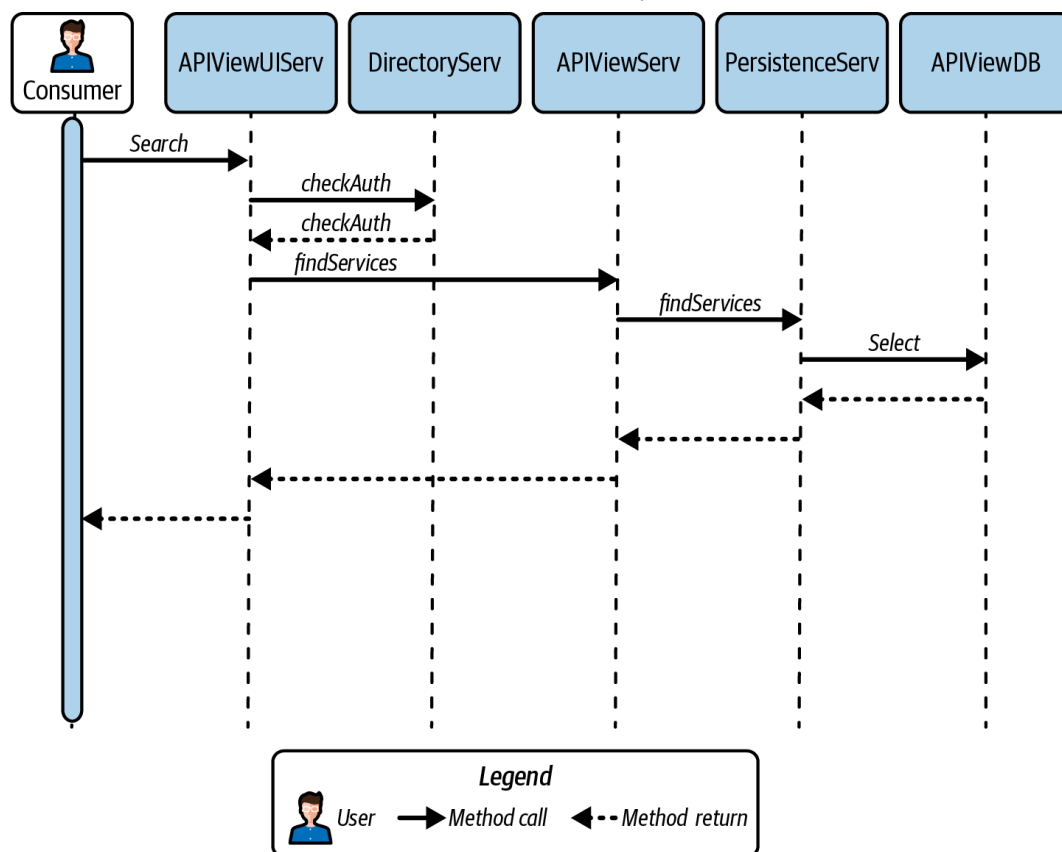 Consumer
APIViewUIServ
DirectoryServ
APIViewServ
PersistenceServ
APIViewDB
Search
checkAuth
checkAuth
findServices
findServices
Select
Legend
User
Method call
Method return